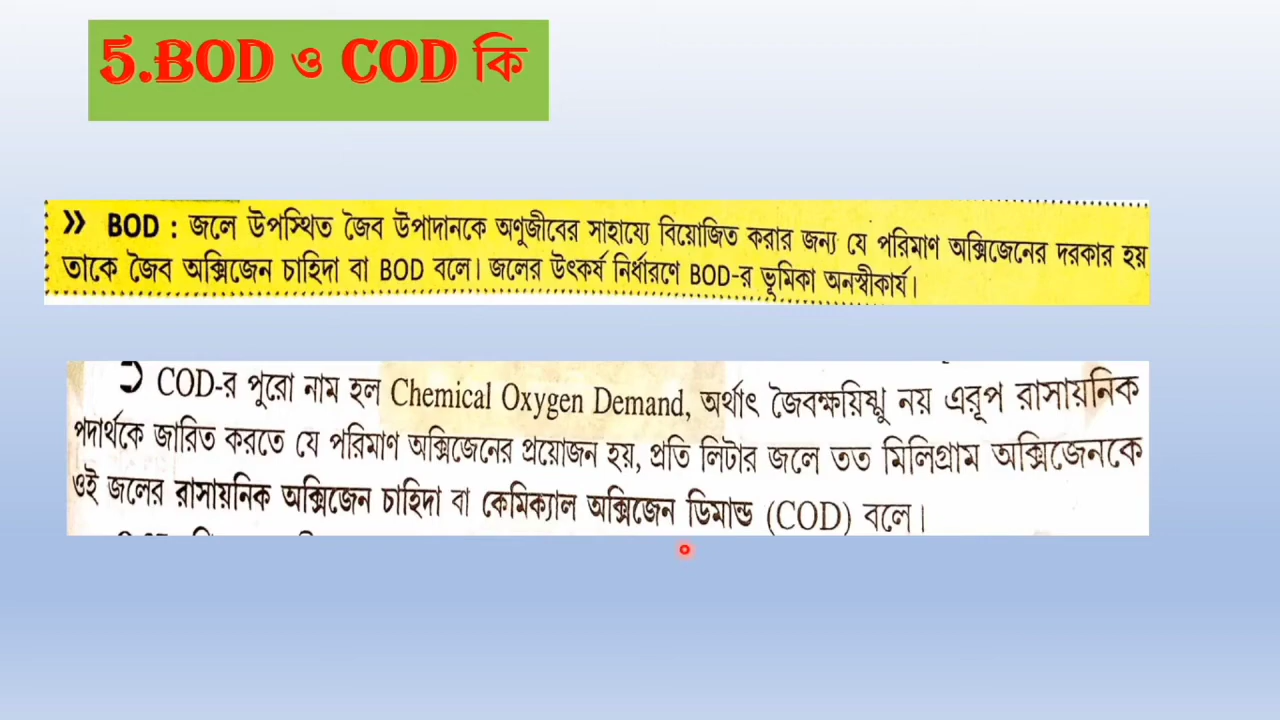 5.BOD ও COD কি
» BOD : জলে উপস্থিত জৈব উপাদানকে অণুজীবের সাহায্যে বিয়োজিত করার জন্য যে পরিমাণ অক্সিজেনের দরকার হয়
তাকে জৈব অক্সিজেন চাহিদা বা BOD বলে। জলের উৎকর্ষ নির্ধারণে BOD-র ভূমিকা অনস্বীকার্য।
COD-র পুরো নাম হল Chemical Oxygen Demand, অর্থাৎ জৈবক্ষয়িষ্ণু নয় এরূপ রাসায়নিক
পদার্থকে জারিত করতে যে পরিমাণ অক্সিজেনের প্রয়োজন হয়, প্রতি লিটার জলে তত মিলিগ্রাম অক্সিজেনকে
ওই জলের রাসায়নিক অক্সিজেন চাহিদা বা কেমিক্যাল অক্সিজেন ডিমান্ড (COD) বলে।